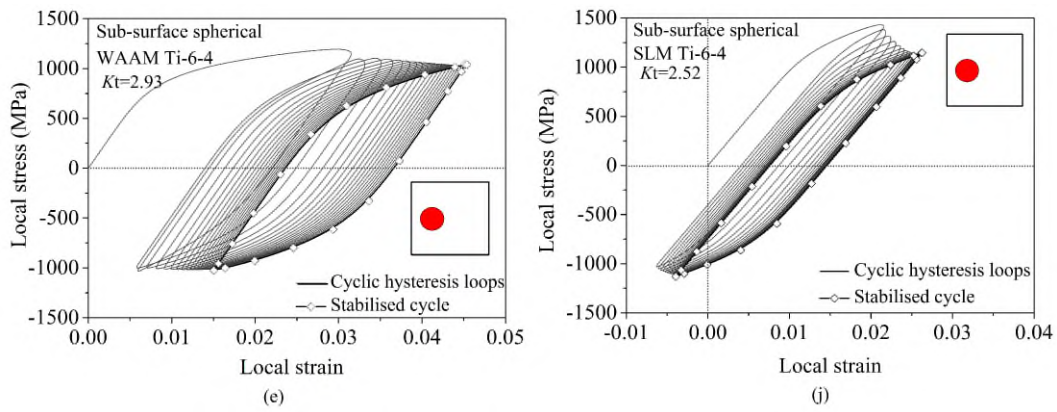 1500
1000
500
0
-500
-1000
-1500
Local stress (MPa)
Sub-surface spherical
WAAM Ti-6-4
Kt=2.93
Cyclic hysteresis loops
Stabilised cycle
0.00 0.01 0.02 0.03 0.04 0.05
Local strain
(e)
1500
1000
500
0
-500
-1000
-1500
Local stress (MPa)
Sub-surface spherical
SLM Ti-6-4
Kt=2.52
Cyclic hysteresis loops
Stabilised cycle
-0.01 0.00 0.01 0.02 0.03 0.04
Local strain
(j)